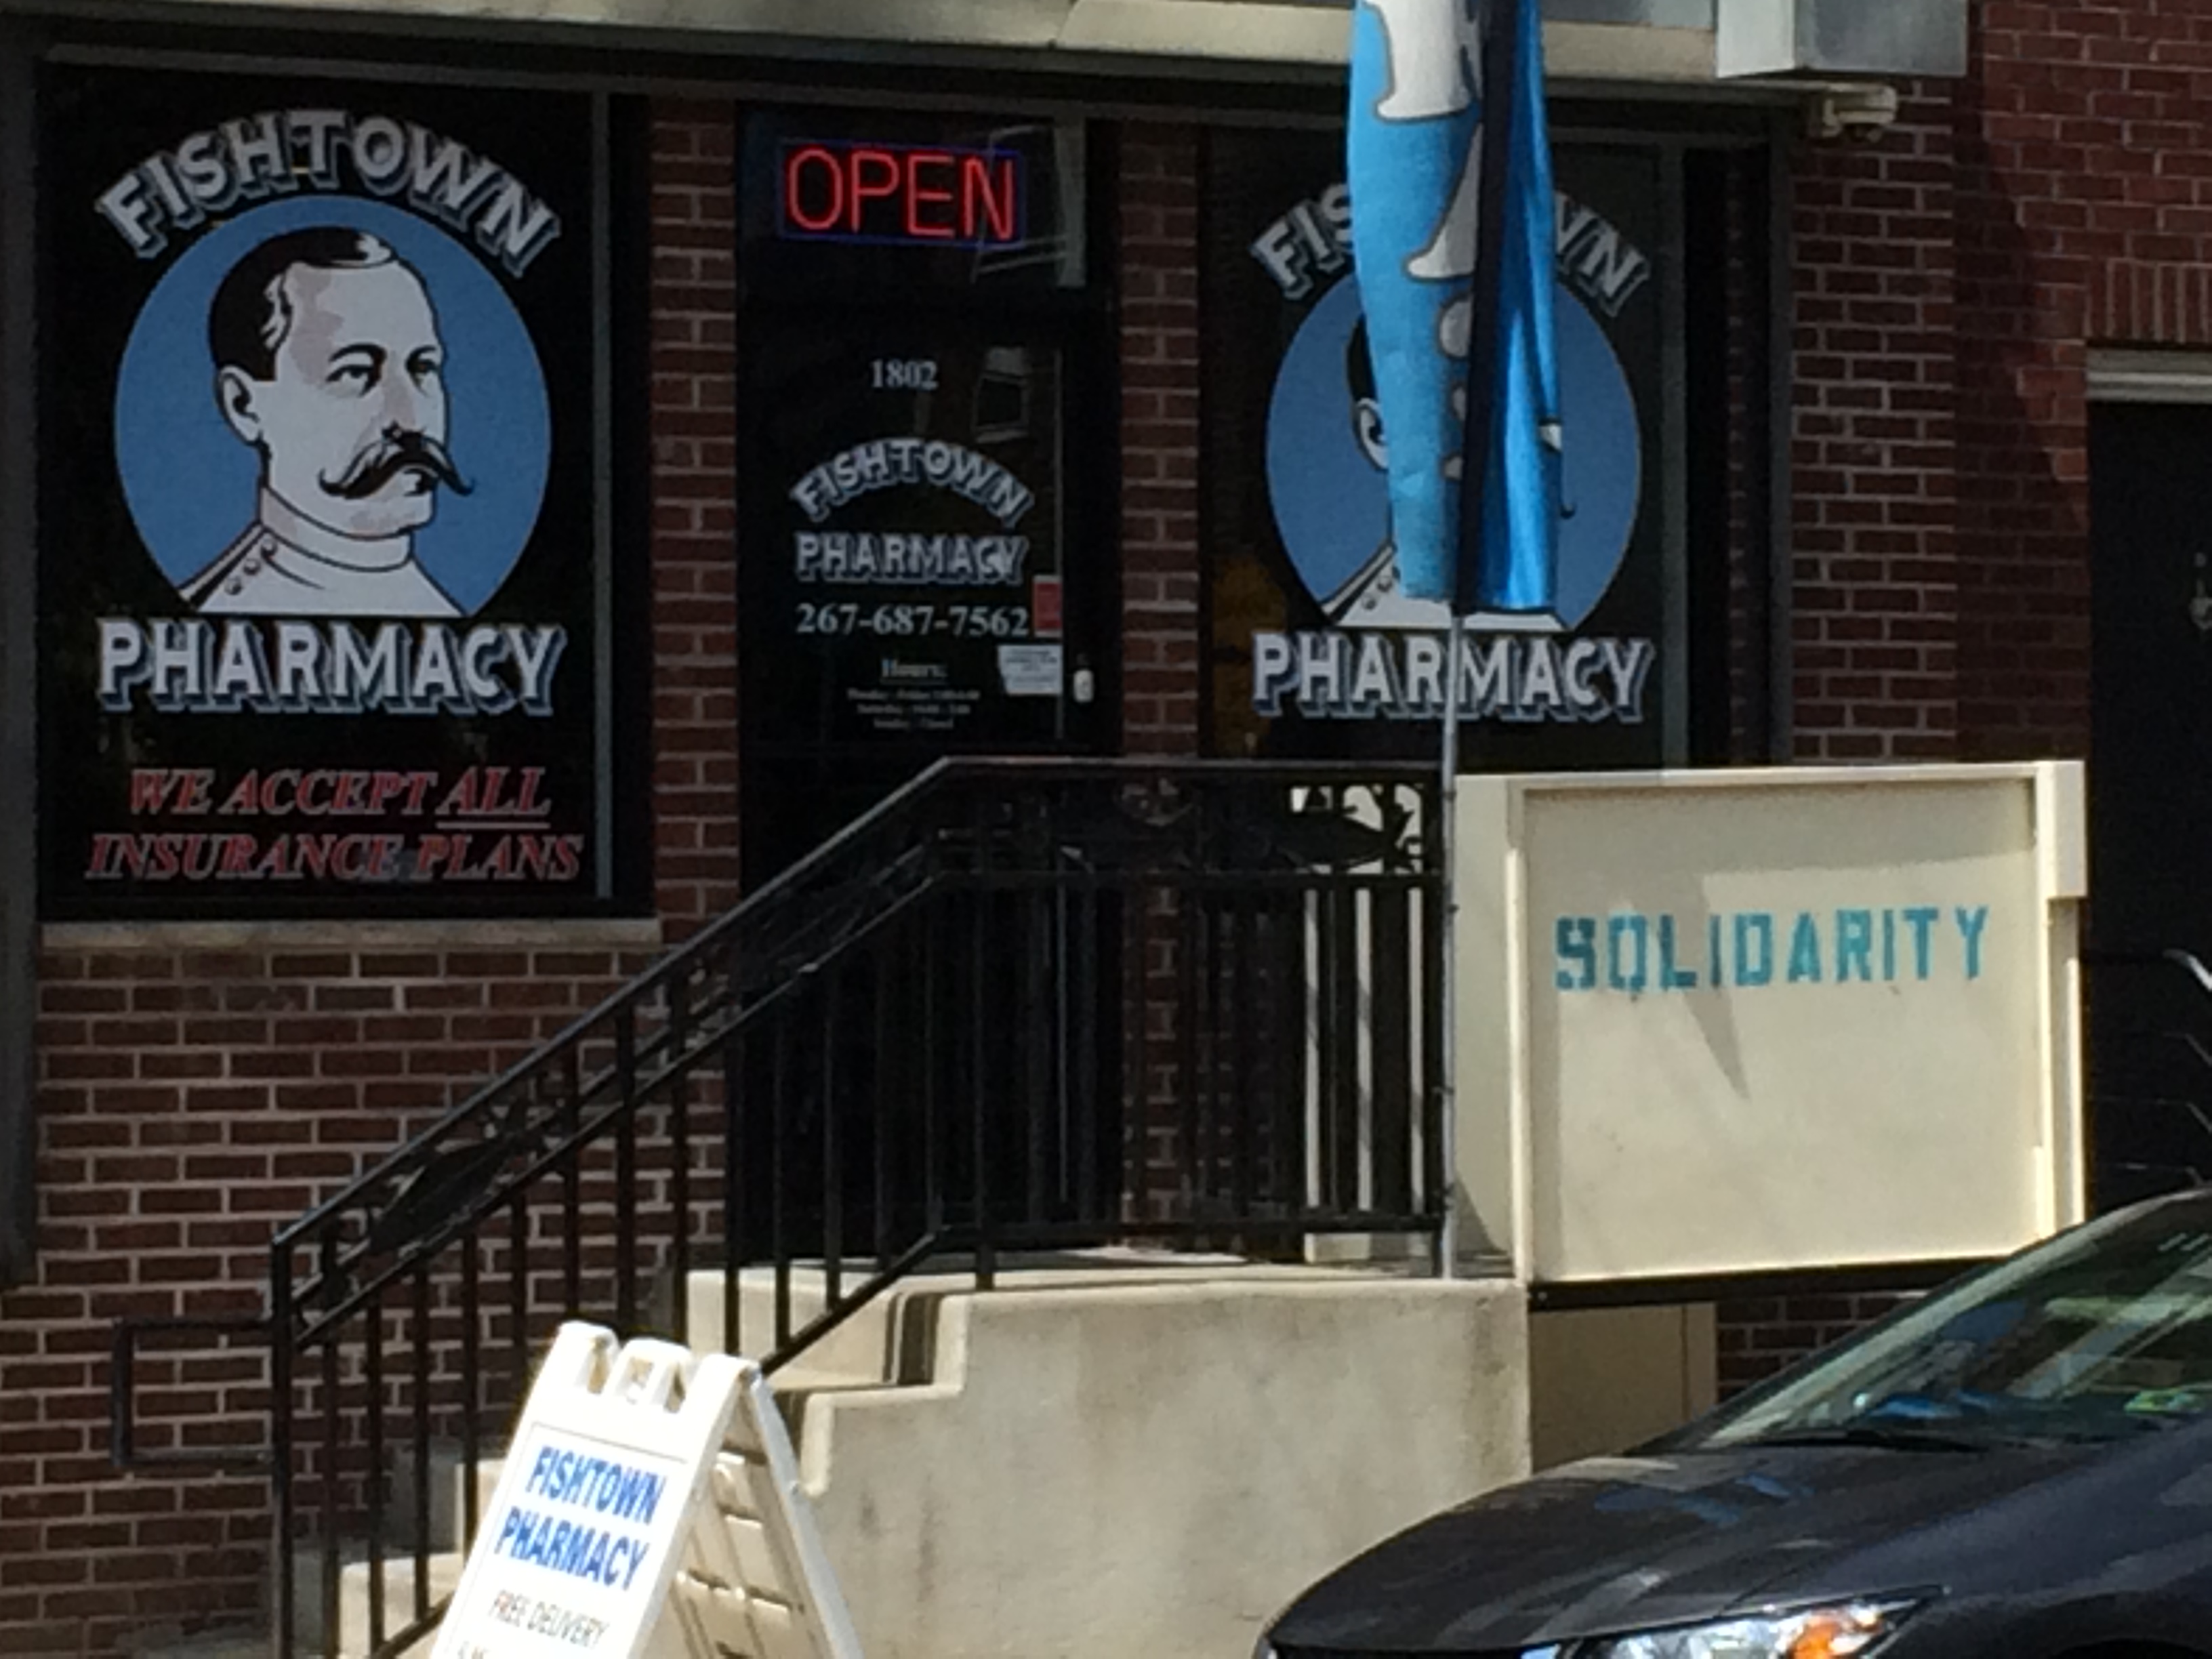 FISHTOWN
PHARMACY
WE ACCEPT ALL
INSURANCE PLANS
OPEN
1802
FISHTOWN
PHARMACY
267-687-7562
Hours:
PHARMACY
SOLIDARITY
FISHTOWN
PHARMACY
FREE DELIVERY